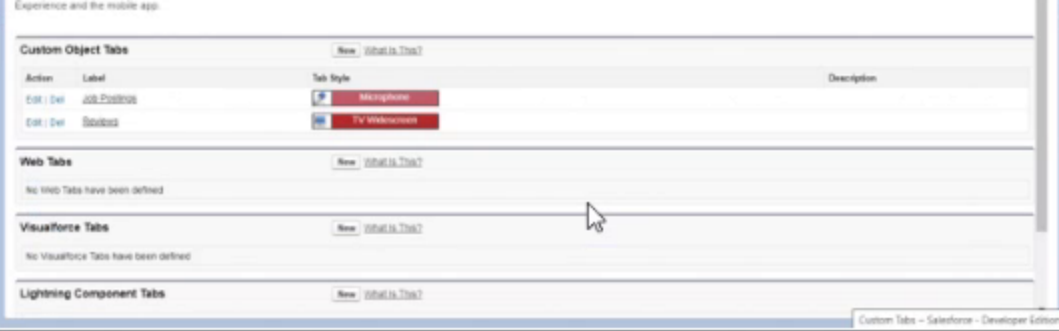 Experience and the mobile app.
Custom Object Tabs New What Is This?
Action Label Tab Style Description
Edit | Del Job Postings Microphone
Edit | Del Reviews TV Widescreen
Web Tabs New What Is This?
No Web Tabs have been defined
Visualforce Tabs New What Is This?
No Visualforce Tabs have been defined
Lightning Component Tabs New What Is This?
Custom Tabs ~ Salesforce - Developer Edition